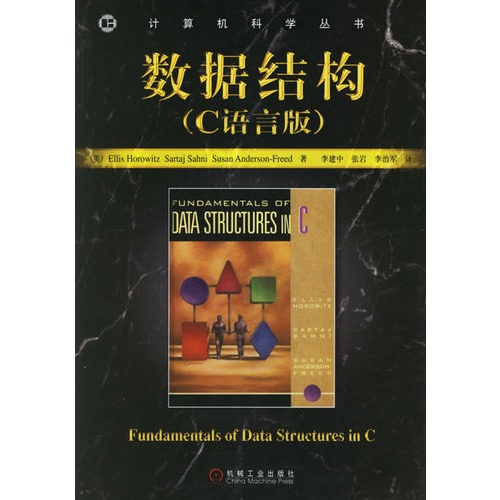 计算机科学丛书
数据结构
(C语言版)
(美) Ellis Horowitz Sartaj Sahni Susan Anderson-Freed 著 李建中 张岩 李治军 译
FUNDAMENTALS OF
DATA STRUCTURES IN C
ELLIS
HOROWITZ
SARTAJ
SAHNI
SUSAN
ANDERSON-
FREED
Fundamentals of Data Structures in C
机械工业出版社
China Machine Press